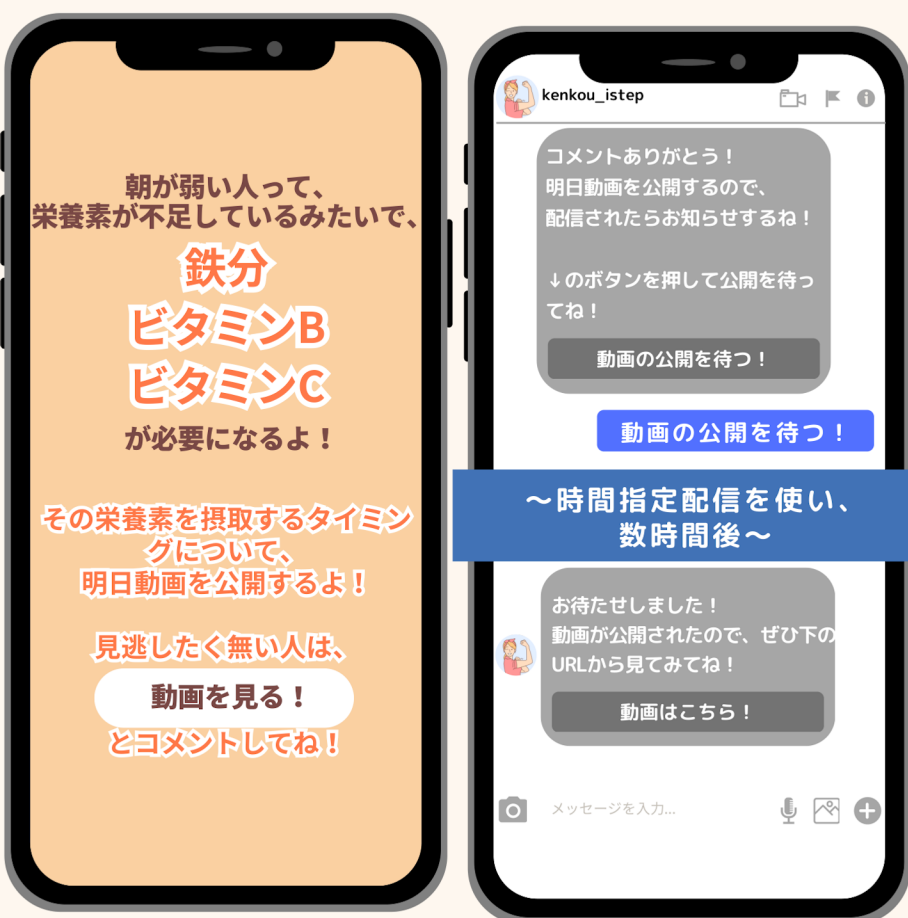 朝が弱い人って、
栄養素が不足しているみたいで、
鉄分
ビタミンB
ビタミンC
が必要になるよ！
その栄養素を摂取するタイミン
グについて、
明日動画を公開するよ！
見逃したく無い人は、
動画を見る！
とコメントしてね！
kenkou_istep
コメントありがとう！
明日動画を公開するので、
配信されたらお知らせするね！
↓のボタンを押して公開を待っ
てね！
動画の公開を待つ！
動画の公開を待つ！
～時間指定配信を使い、
数時間後～
お待たせしました！
動画が公開されたので、ぜひ下の
URLから見てみてね！
動画はこちら！
メッセージを入力...